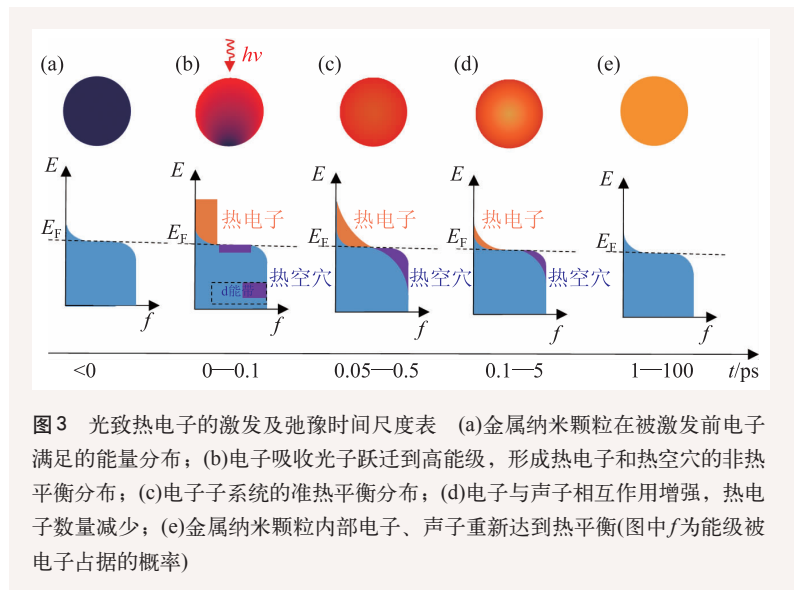 (a) (b) hν (c) (d) (e)
E E E E E
热电子 热电子 热电子
E_F E_F E_F E_F E_F
热空穴 热空穴 热空穴
d能带
f f f f f
<0 0—0.1 0.05—0.5 0.1—5 1—100 t/ps
图3 光致热电子的激发及弛豫时间尺度表 (a)金属纳米颗粒在被激发前电子
满足的能量分布；(b)电子吸收光子跃迁到高能级，形成热电子和热空穴的非热
平衡分布；(c)电子子系统的准热平衡分布；(d)电子与声子相互作用增强，热电
子数量减少；(e)金属纳米颗粒内部电子、声子重新达到热平衡(图中f为能级被
电子占据的概率)